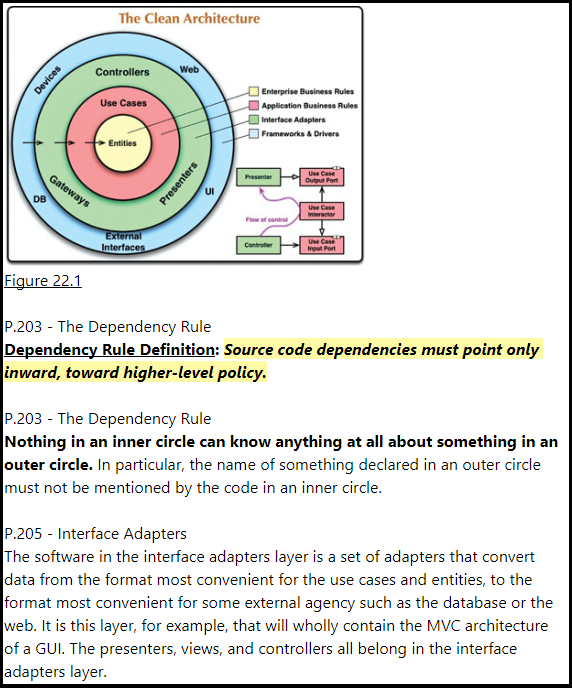 The Clean Architecture
Devices
Controllers
Web
Use Cases
Entities
Gateways
Presenters
DB
UI
External
Interfaces
Enterprise Business Rules
Application Business Rules
Interface Adapters
Frameworks & Drivers
Presenter
Use Case
Output Port
Flow of control
Use Case
Interactor
Controller
Use Case
Input Port
Figure 22.1
P.203 - The Dependency Rule
Dependency Rule Definition: Source code dependencies must point only
inward, toward higher-level policy.
P.203 - The Dependency Rule
Nothing in an inner circle can know anything at all about something in an
outer circle. In particular, the name of something declared in an outer circle
must not be mentioned by the code in an inner circle.
P.205 - Interface Adapters
The software in the interface adapters layer is a set of adapters that convert
data from the format most convenient for the use cases and entities, to the
format most convenient for some external agency such as the database or the
web. It is this layer, for example, that will wholly contain the MVC architecture
of a GUI. The presenters, views, and controllers all belong in the interface
adapters layer.